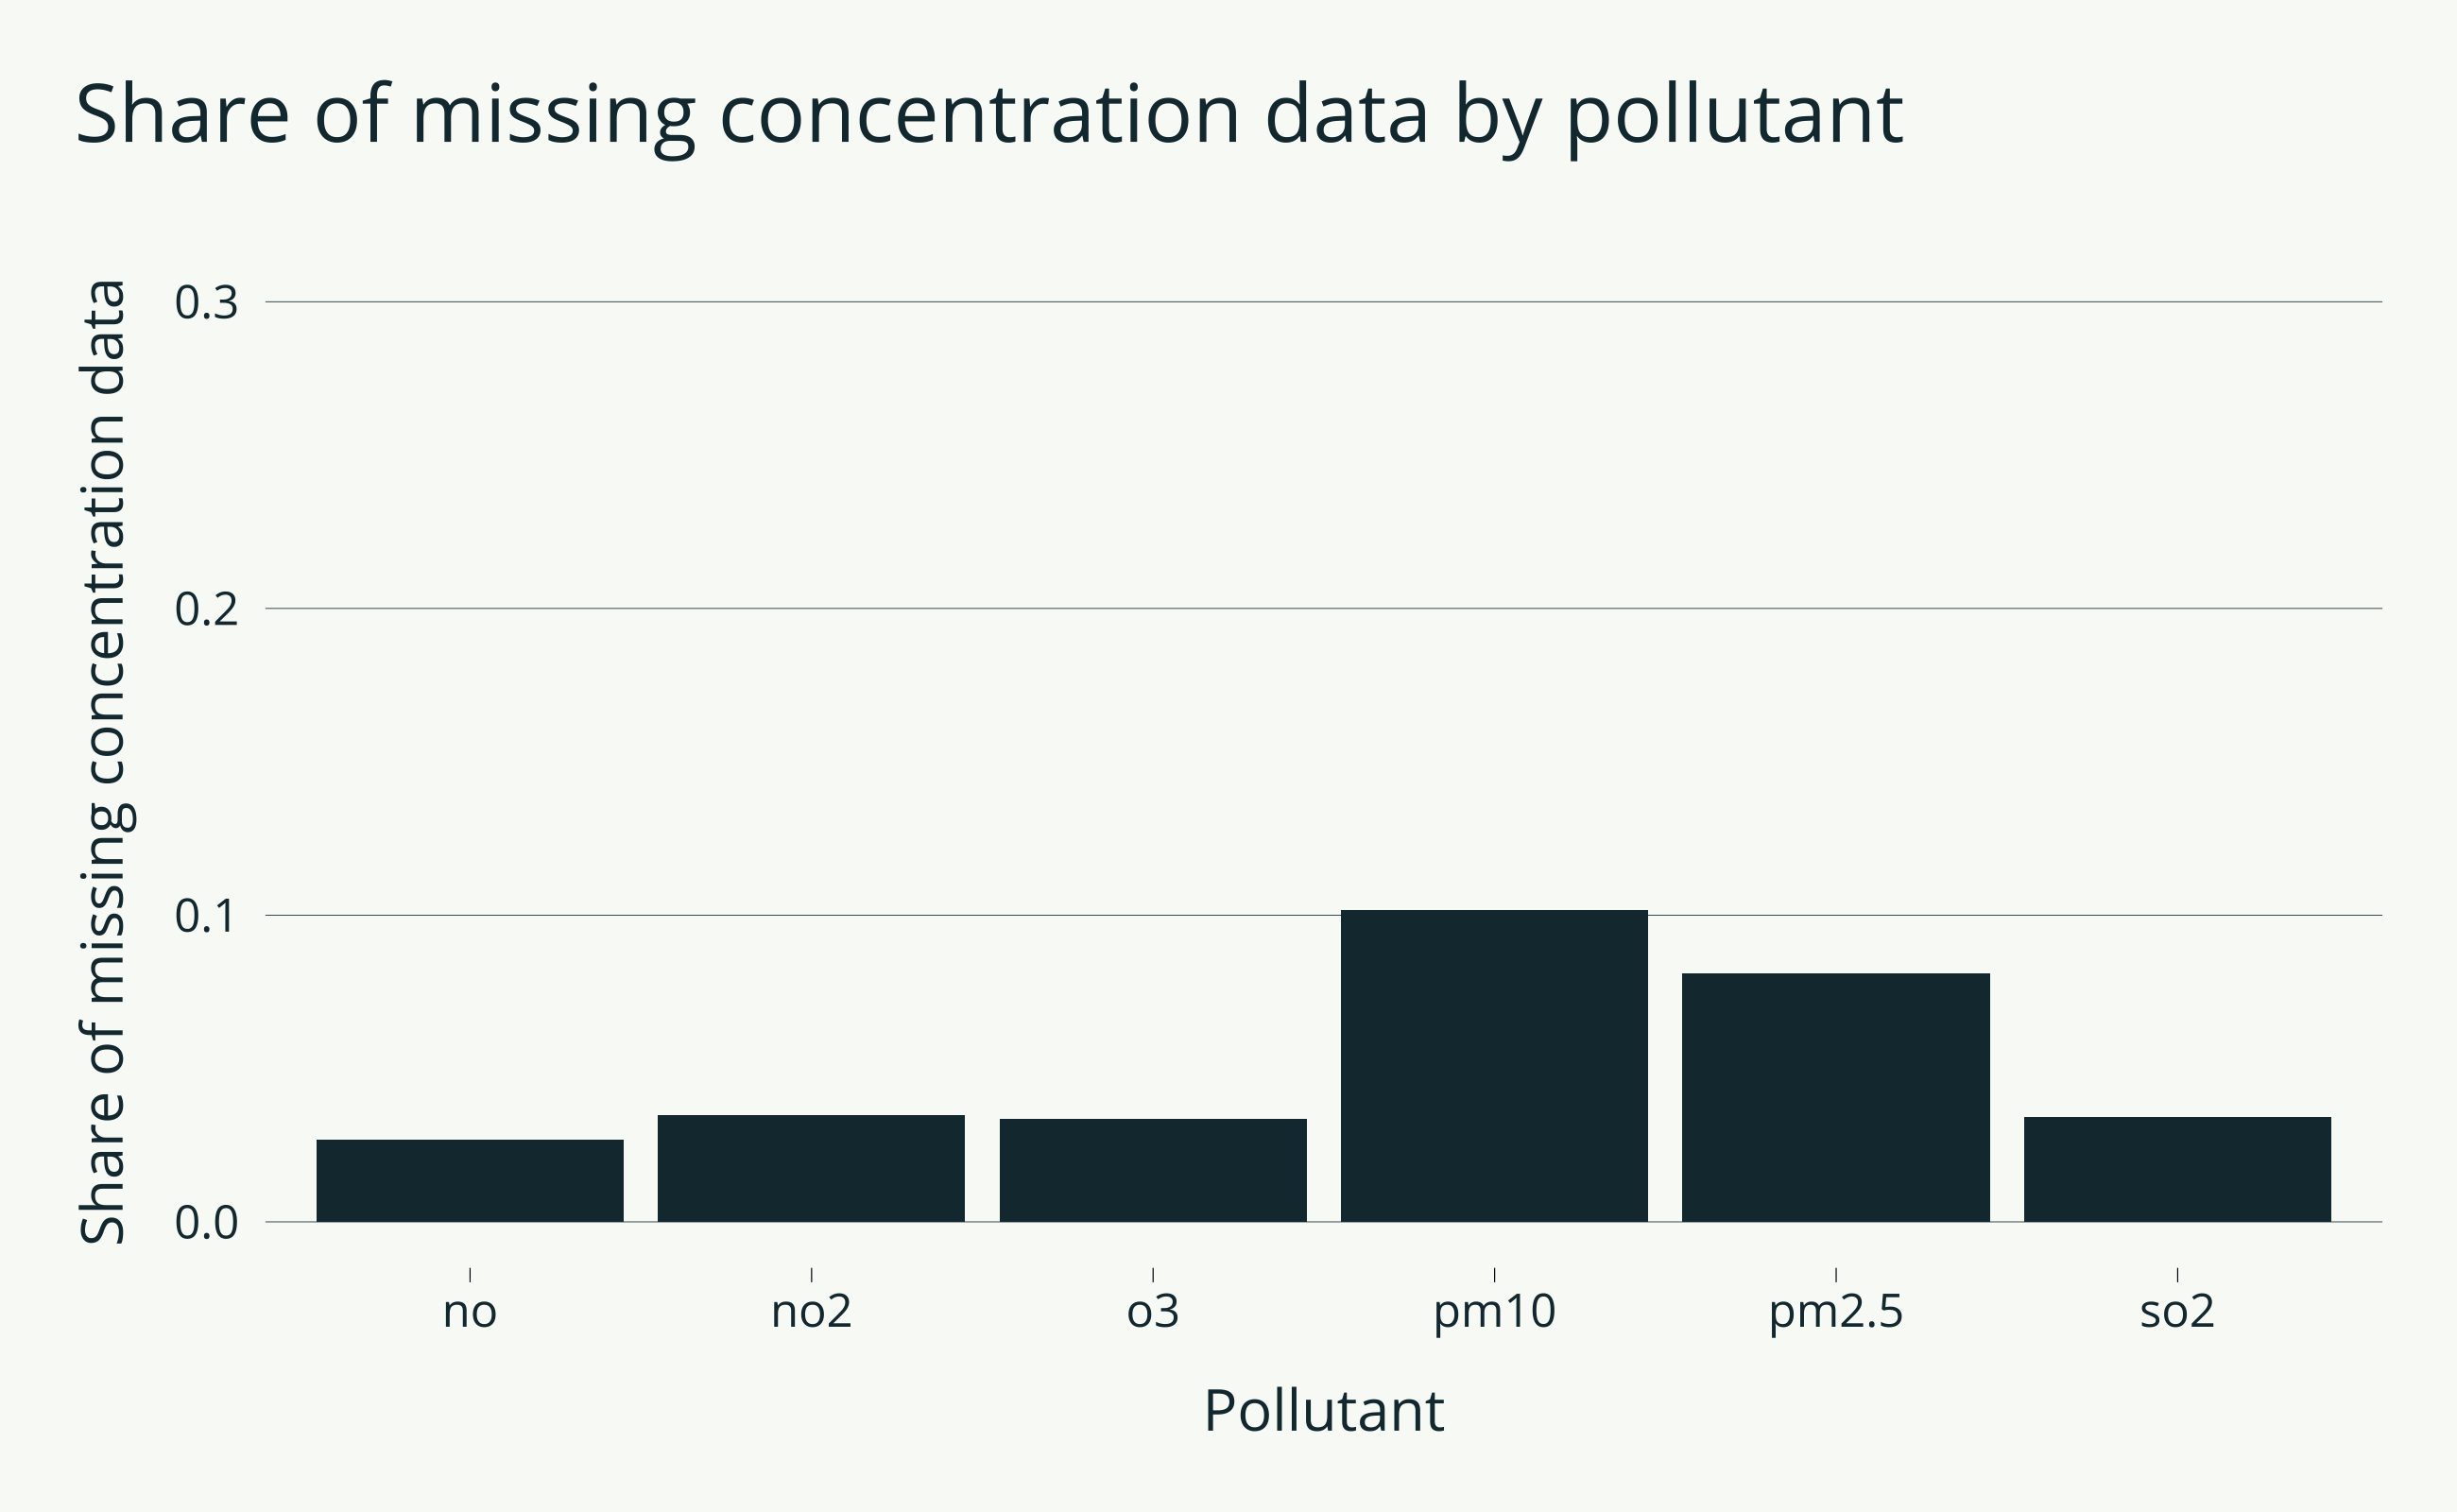 Share of missing concentration data by pollutant
Share of missing concentration data
0.3
0.2
0.1
0.0
no no2 o3 pm10 pm2.5 so2
Pollutant